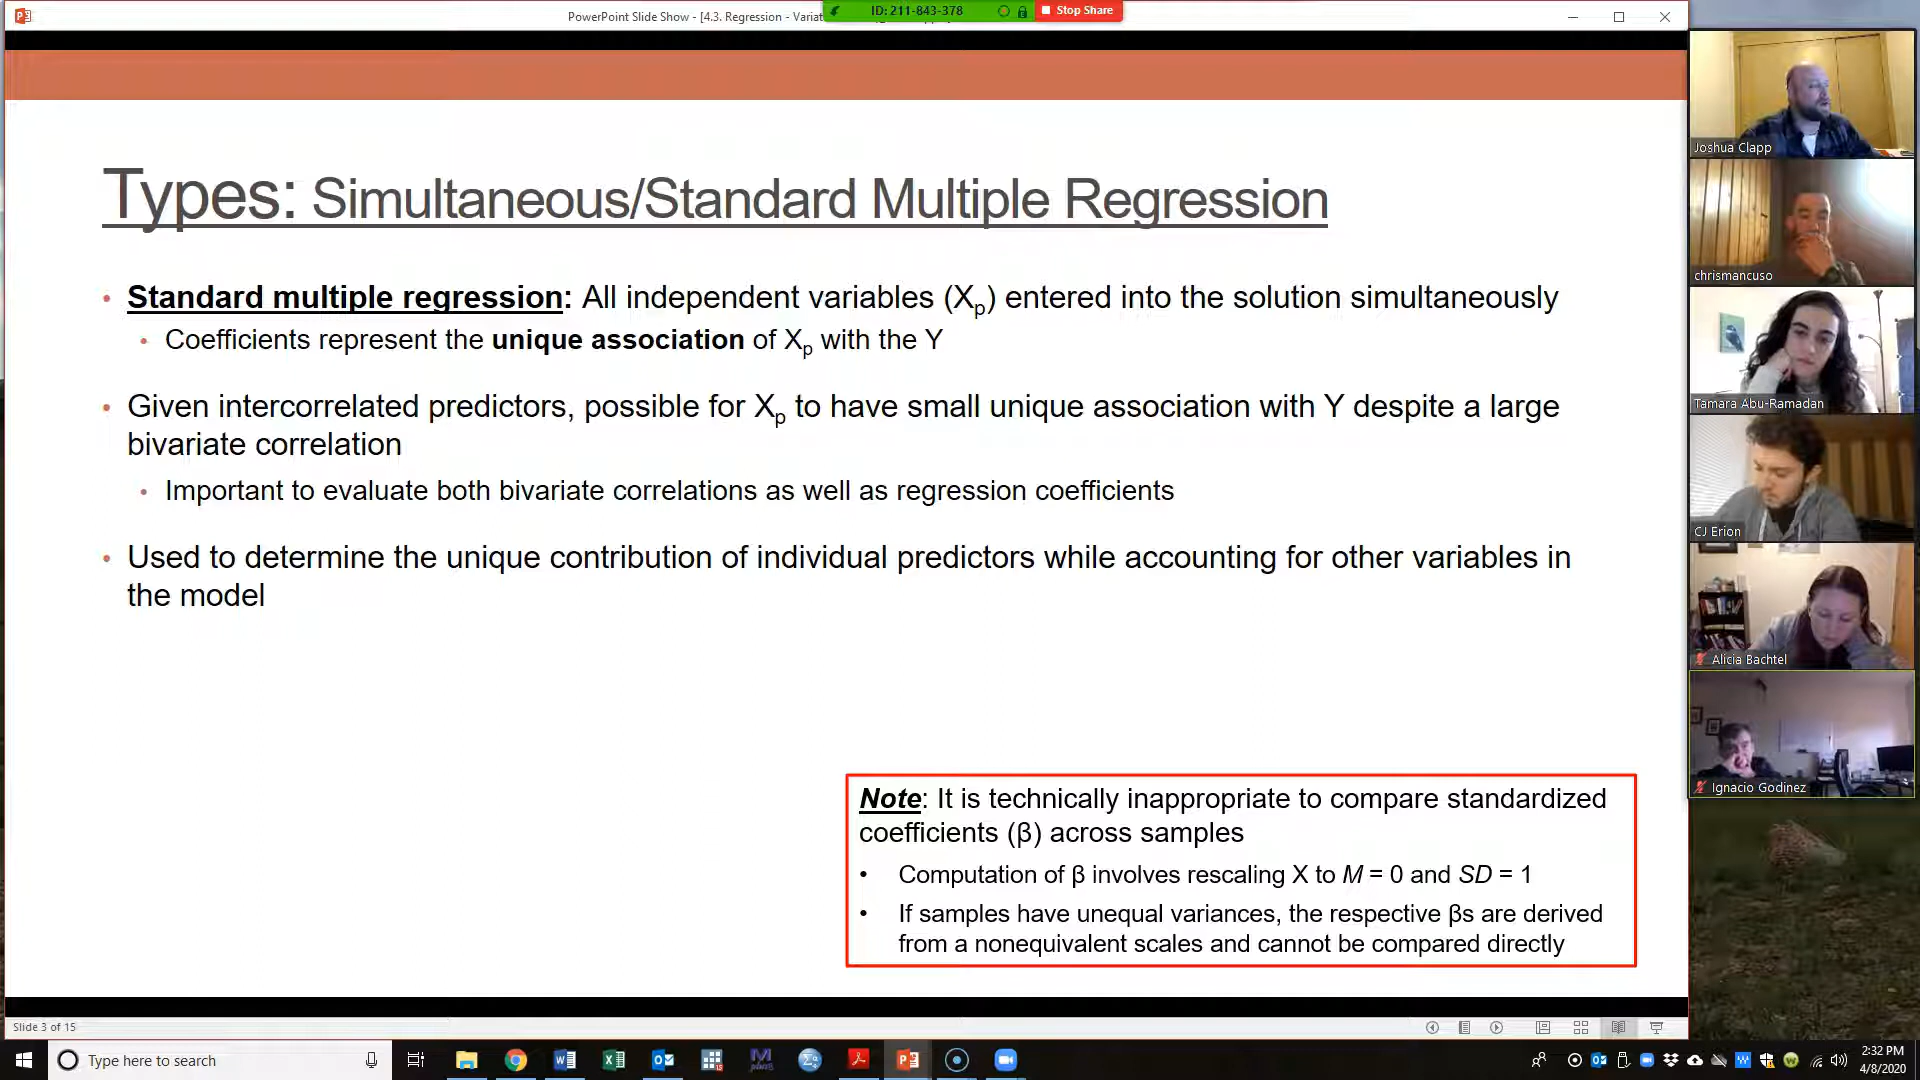 PowerPoint Slide Show - [4.3. Regression - Variat
ID: 211-843-378
Stop Share
Types: Simultaneous/Standard Multiple Regression
• Standard multiple regression: All independent variables (Xp) entered into the solution simultaneously
• Coefficients represent the unique association of Xp with the Y
• Given intercorrelated predictors, possible for Xp to have small unique association with Y despite a large
bivariate correlation
• Important to evaluate both bivariate correlations as well as regression coefficients
• Used to determine the unique contribution of individual predictors while accounting for other variables in
the model
Note: It is technically inappropriate to compare standardized
coefficients (β) across samples
• Computation of β involves rescaling X to M = 0 and SD = 1
• If samples have unequal variances, the respective βs are derived
from a nonequivalent scales and cannot be compared directly
Joshua Clapp
chrismancuso
Tamara Abu-Ramadan
CJ Erion
Alicia Bachtel
Ignacio Godinez
Slide 3 of 15
Type here to search
2:32 PM
4/8/2020